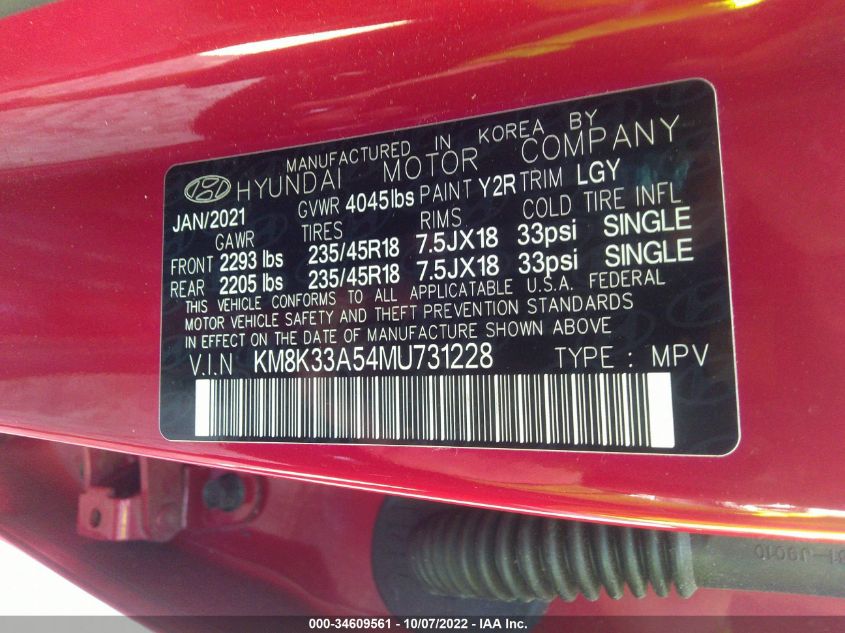 MANUFACTURED IN KOREA BY
HYUNDAI MOTOR COMPANY
JAN/2021 GVWR 4045lbs PAINT Y2R TRIM LGY
GAWR TIRES RIMS COLD TIRE INFL
FRONT 2293 lbs 235/45R18 7.5JX18 33psi SINGLE
REAR 2205 lbs 235/45R18 7.5JX18 33psi SINGLE
THIS VEHICLE CONFORMS TO ALL APPLICATABLE U.S.A. FEDERAL
MOTOR VEHICLE SAFETY AND THEFT PREVENTION STANDARDS
IN EFFECT ON THE DATE OF MANUFACTURE SHOWN ABOVE
V.I.N KM8K33A54MU731228 TYPE : MPV
000-34609561 - 10/07/2022 - IAA Inc.